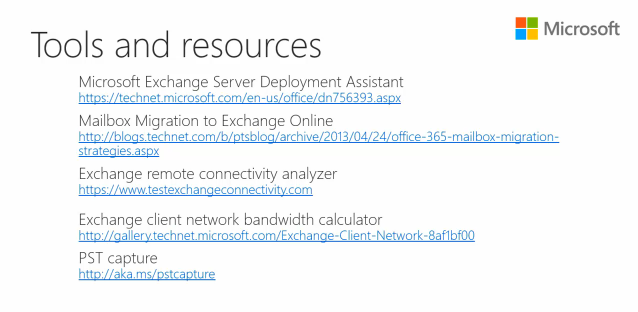 Tools and resources
Microsoft
Microsoft Exchange Server Deployment Assistant
https://technet.microsoft.com/en-us/office/dn756393.aspx
Mailbox Migration to Exchange Online
http://blogs.technet.com/b/ptsblog/archive/2013/04/24/office-365-mailbox-migration-
strategies.aspx
Exchange remote connectivity analyzer
https://www.testexchangeconnectivity.com
Exchange client network bandwidth calculator
http://gallery.technet.microsoft.com/Exchange-Client-Network-8af1bf00
PST capture
http://aka.ms/pstcapture